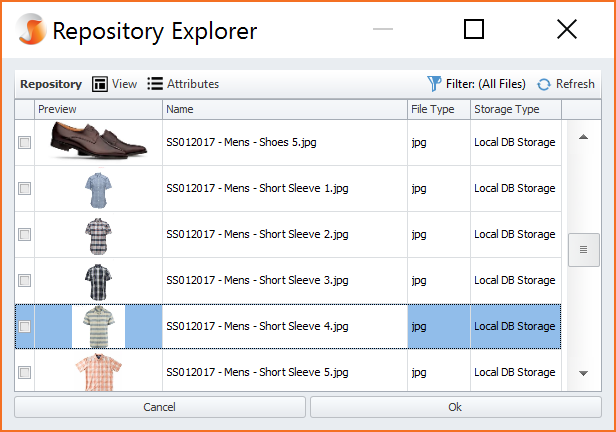 Repository Explorer
Repository View Attributes Filter: (All Files) Refresh
Preview Name File Type Storage Type
SS012017 - Mens - Shoes 5.jpg jpg Local DB Storage
SS012017 - Mens - Short Sleeve 1.jpg jpg Local DB Storage
SS012017 - Mens - Short Sleeve 2.jpg jpg Local DB Storage
SS012017 - Mens - Short Sleeve 3.jpg jpg Local DB Storage
SS012017 - Mens - Short Sleeve 4.jpg jpg Local DB Storage
SS012017 - Mens - Short Sleeve 5.jpg jpg Local DB Storage
Cancel Ok